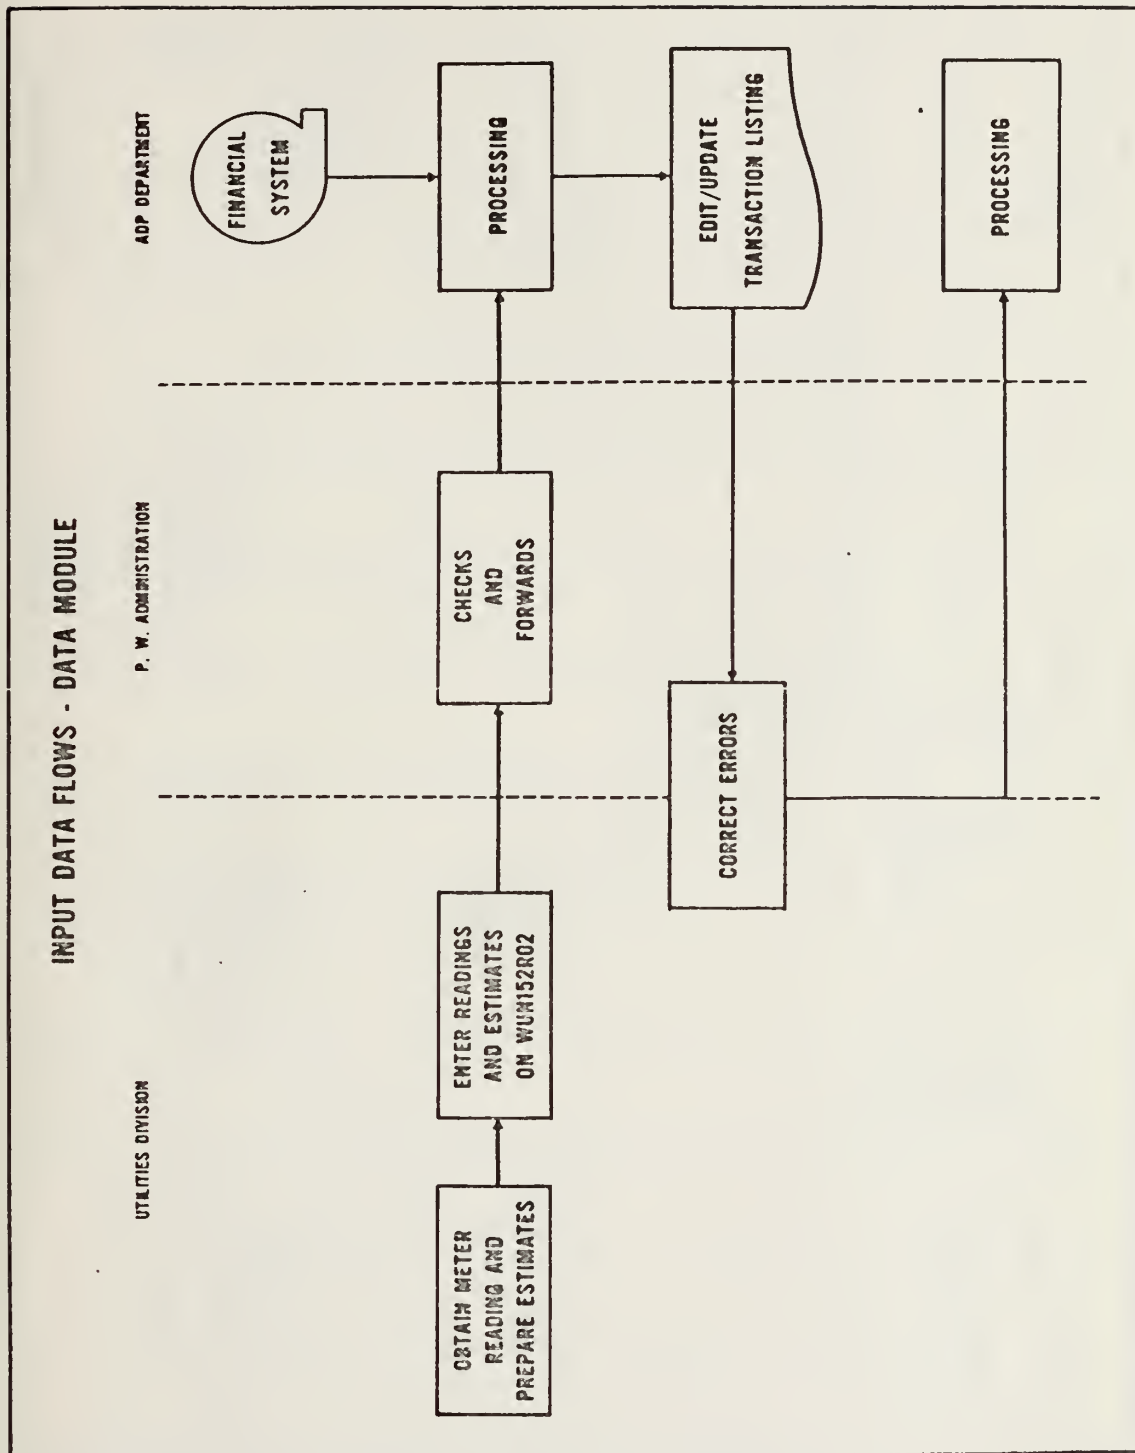 INPUT DATA FLOWS - DATA MODULE
UTILITIES DIVISION
P. W. ADMINISTRATION
ADP DEPARTMENT
FINANCIAL
SYSTEM
OBTAIN METER
READING AND
PREPARE ESTIMATES
ENTER READINGS
AND ESTIMATES
ON WUN152R02
CHECKS
AND
FORWARDS
PROCESSING
CORRECT ERRORS
EDIT/UPDATE
TRANSACTION LISTING
PROCESSING